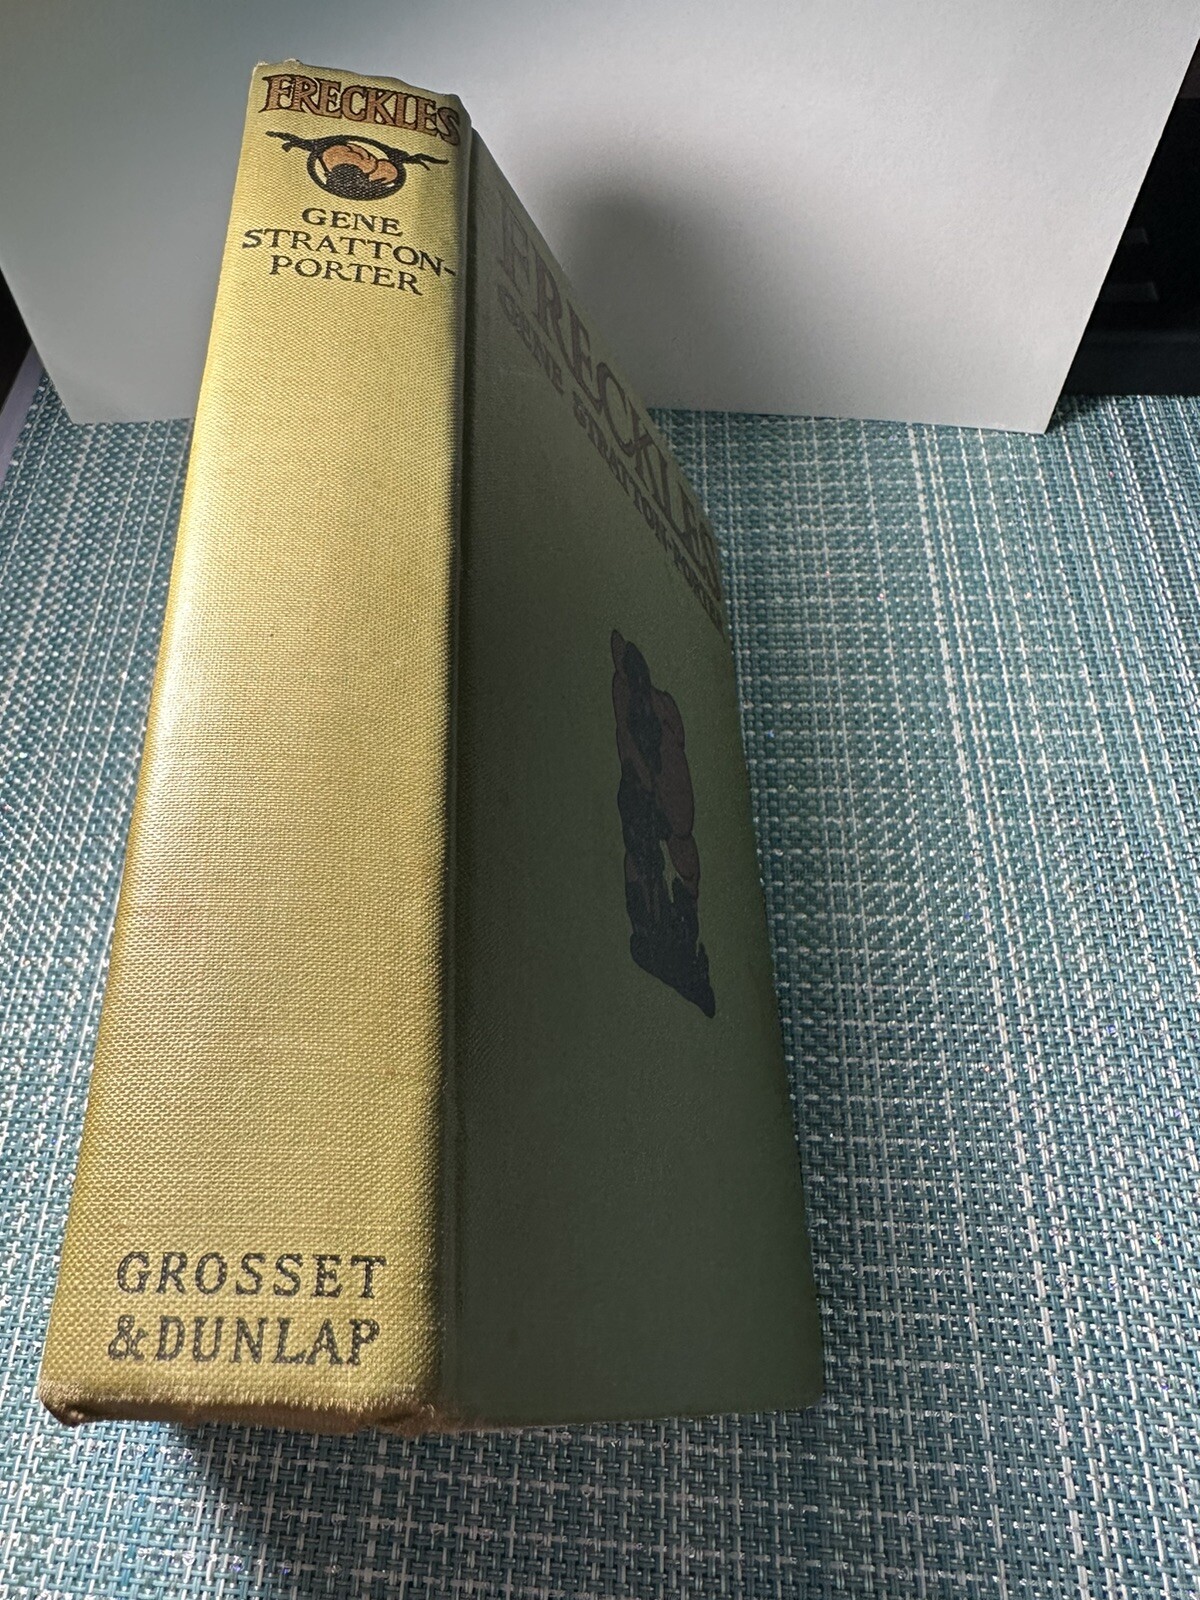 FRECKLES
GENE
STRATTON-
PORTER
GROSSET
& DUNLAP
FRECKLES
GENE STRATTON-PORTER